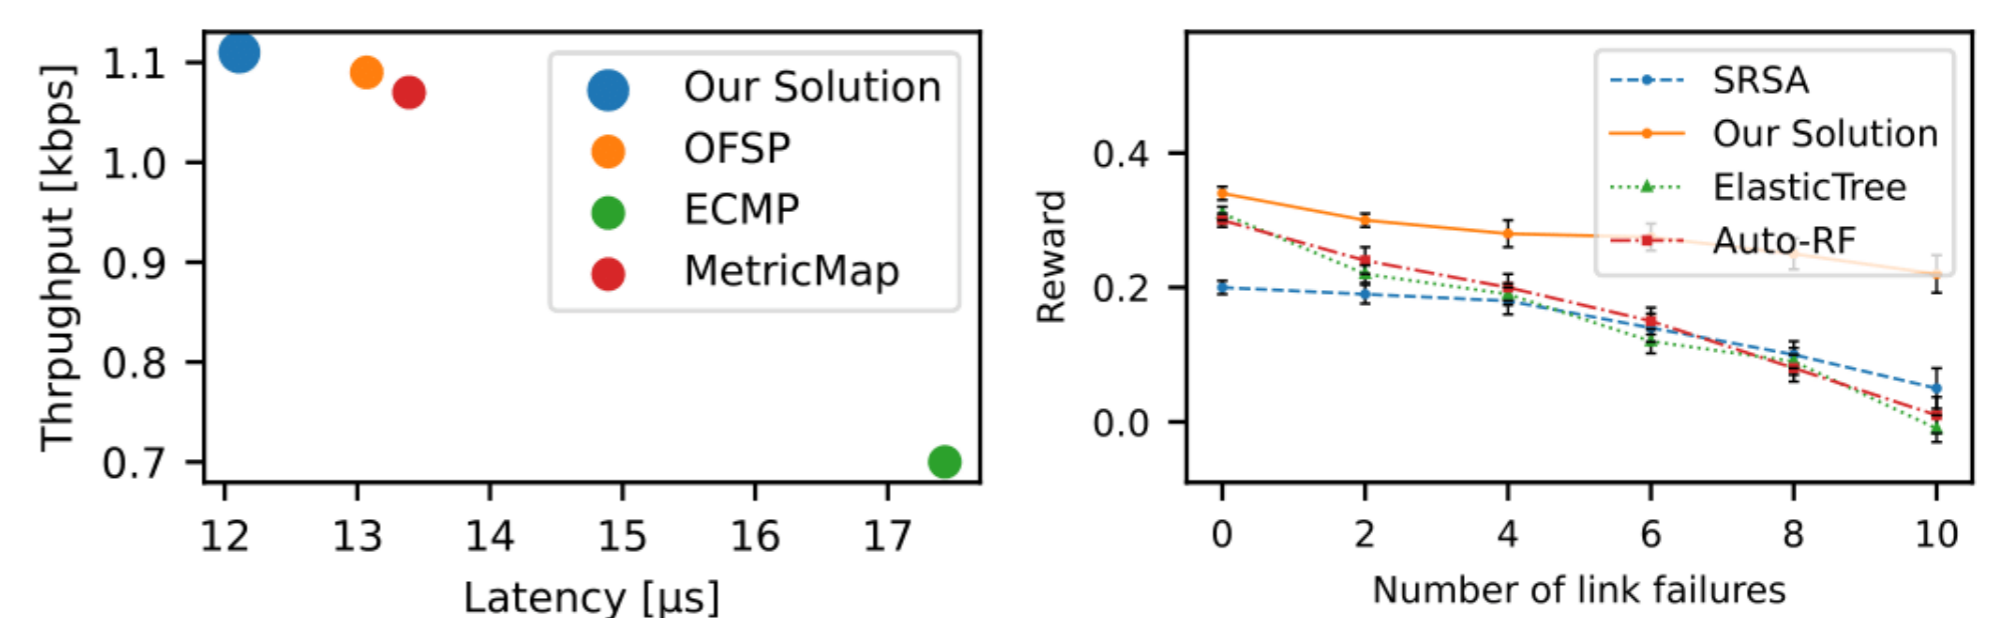 Thrpughput [kbps]
1.1
1.0
0.9
0.8
0.7
12 13 14 15 16 17
Latency [µs]
Our Solution
OFSP
ECMP
MetricMap
Reward
0.4
0.2
0.0
0 2 4 6 8 10
Number of link failures
SRSA
Our Solution
ElasticTree
Auto-RF